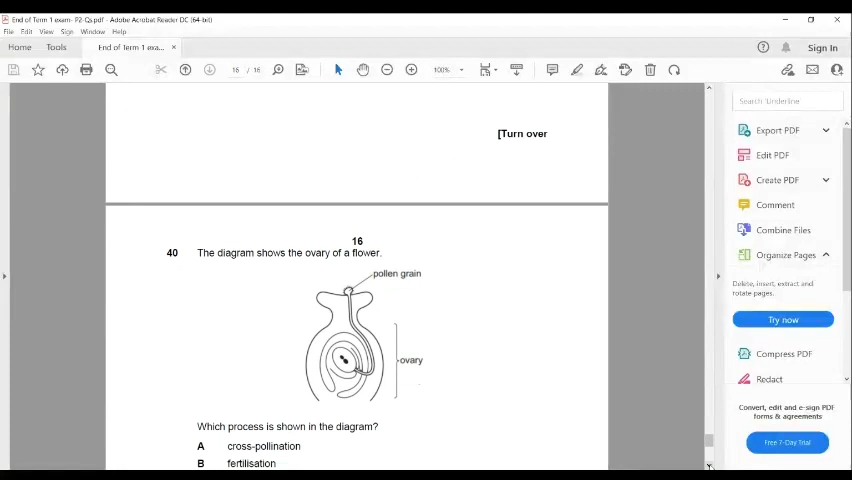 End of Term 1 exam- P2-Qs.pdf - Adobe Acrobat Reader DC (64-bit)
File Edit View Sign Window Help
Home Tools End of Term 1 exa... × Sign In
16 / 16 100%
Search 'Underline
[Turn over
Export PDF
Edit PDF
Create PDF
Comment
Combine Files
Organize Pages
Delete, insert, extract and
rotate pages.
Try now
Compress PDF
Redact
Convert, edit and e-sign PDF
forms & agreements
Free 7-Day Trial
16
40 The diagram shows the ovary of a flower.
pollen grain
ovary
Which process is shown in the diagram?
A cross-pollination
B fertilisation